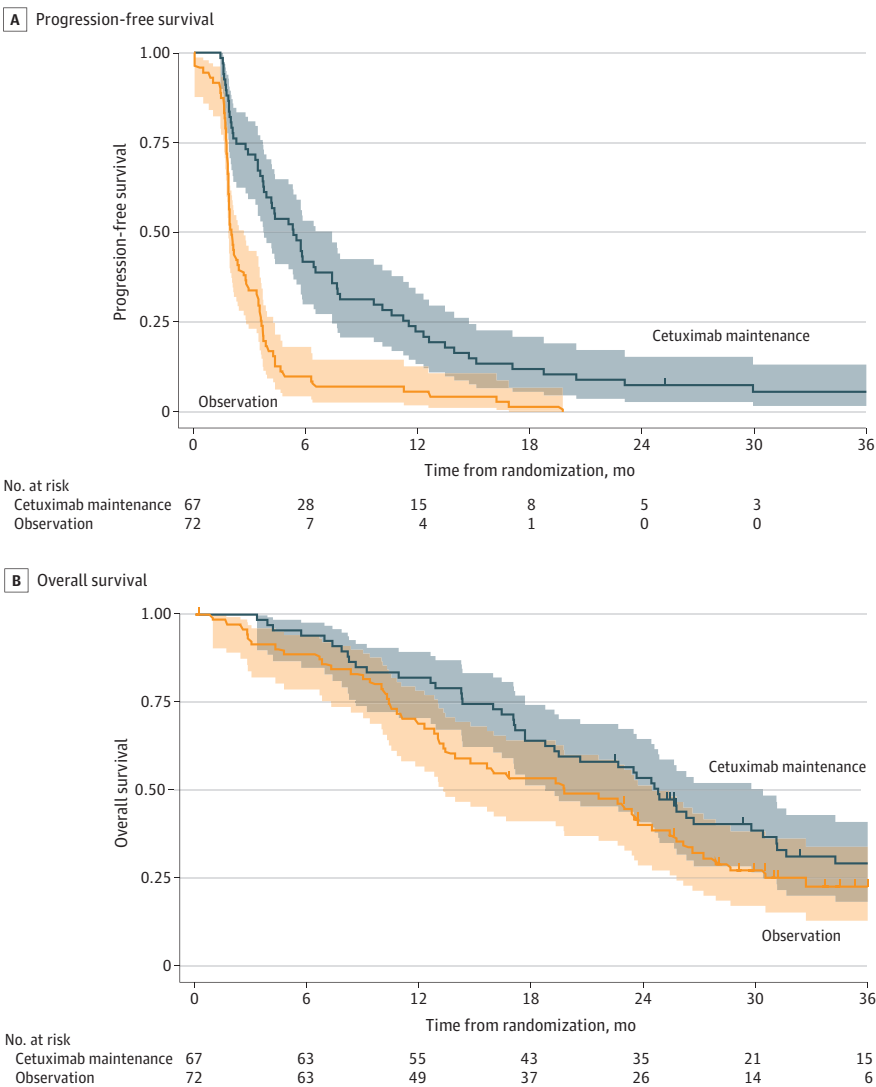 A Progression-free survival
1.00
0.75
0.50
0.25
0
Progression-free survival
Cetuximab maintenance
Observation
0 6 12 18 24 30 36
Time from randomization, mo
No. at risk
Cetuximab maintenance 67 28 15 8 5 3
Observation 72 7 4 1 0 0
B Overall survival
1.00
0.75
0.50
0.25
0
Overall survival
Cetuximab maintenance
Observation
0 6 12 18 24 30 36
Time from randomization, mo
No. at risk
Cetuximab maintenance 67 63 55 43 35 21 15
Observation 72 63 49 37 26 14 6